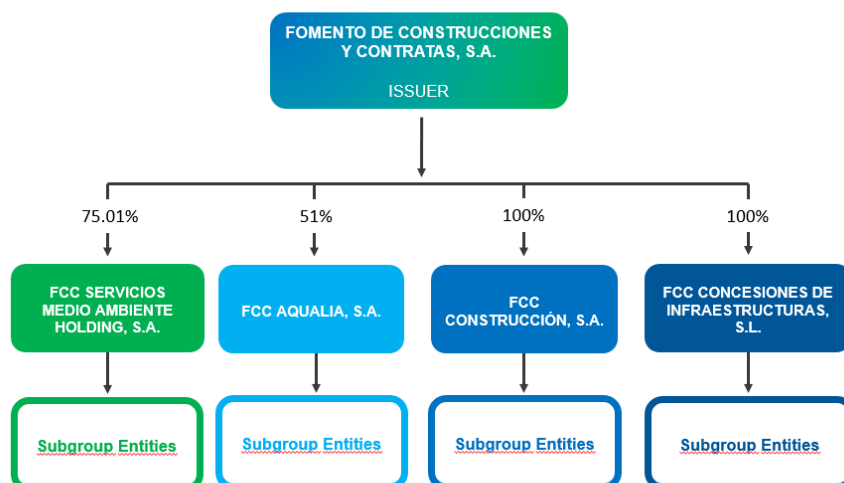 FOMENTO DE CONSTRUCCIONES
Y CONTRATAS, S.A.
ISSUER
75.01%
51%
100%
100%
FCC SERVICIOS
MEDIO AMBIENTE
HOLDING, S.A.
FCC AQUALIA, S.A.
FCC
CONSTRUCCIÓN, S.A.
FCC CONCESIONES DE
INFRAESTRUCTURAS,
S.L.
Subgroup Entities
Subgroup Entities
Subgroup Entities
Subgroup Entities